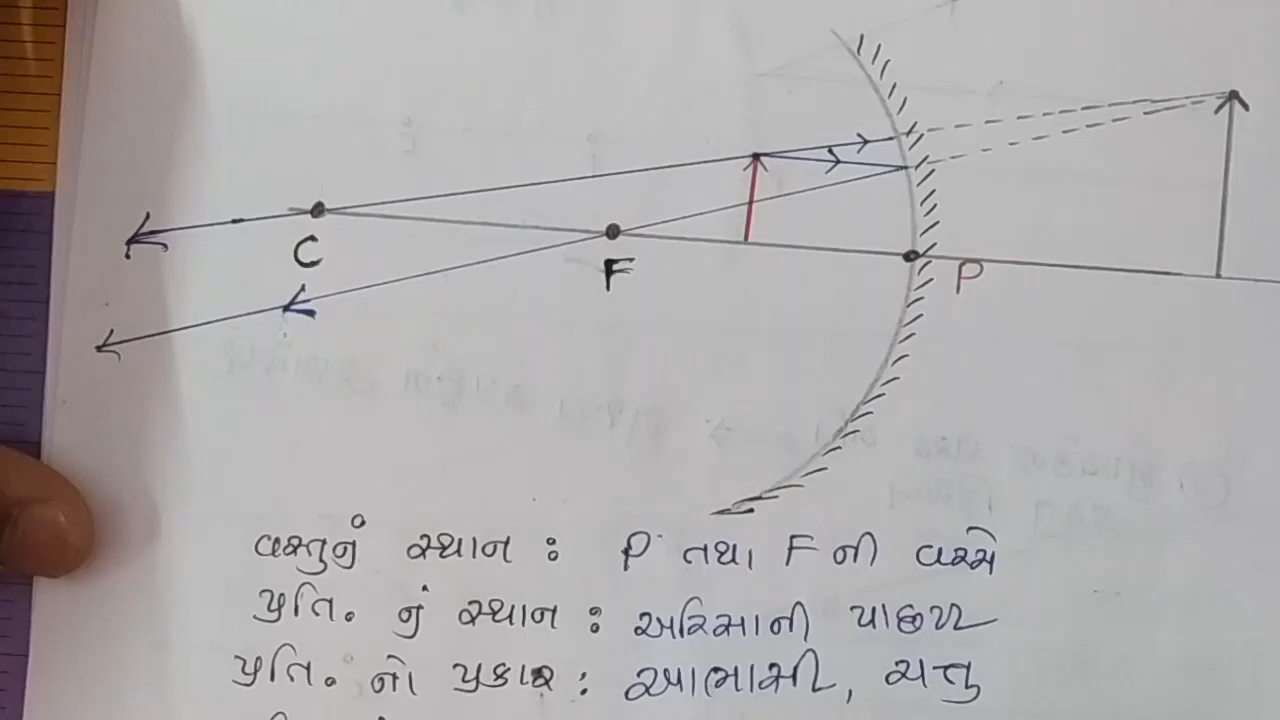 C
F
P
વસ્તુનું સ્થાન : P તથા F ની વચ્ચે
પ્રતિ. નું સ્થાન : અરિસાની પાછળ
પ્રતિ. નો પ્રકાર : આભાસી, ચત્તુ